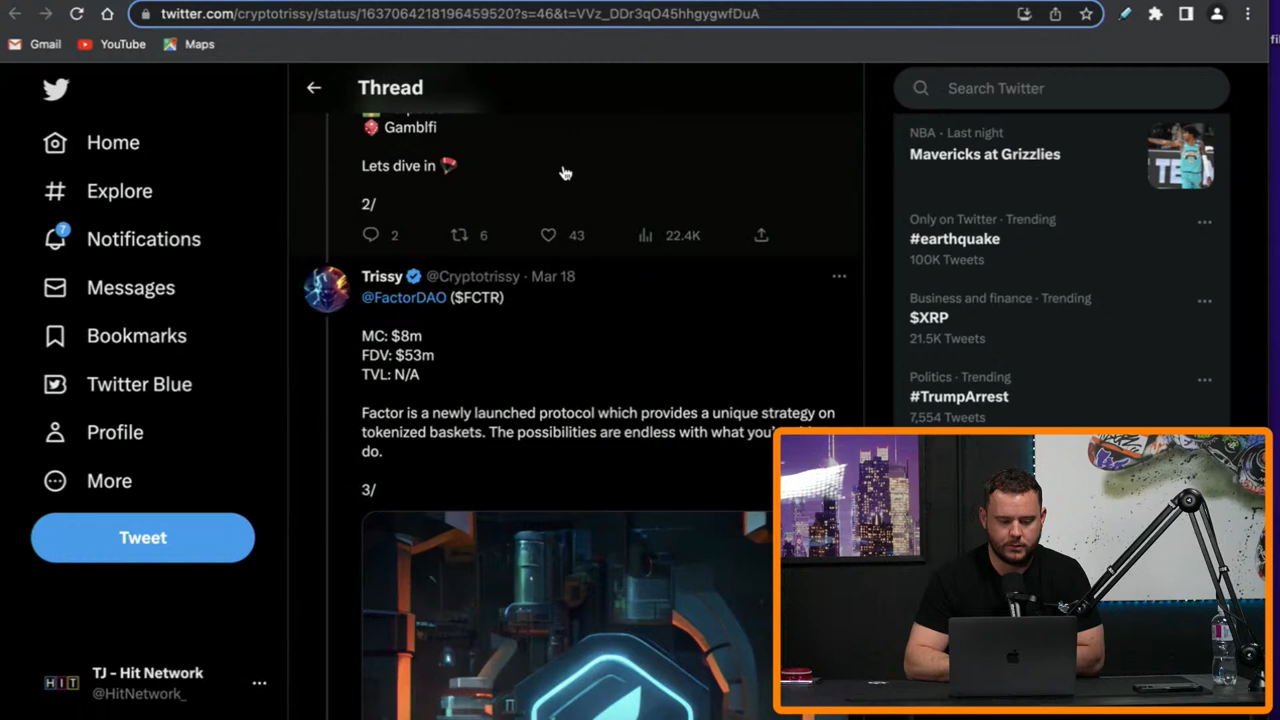 twitter.com/cryptotrissy/status/1637064218196459520?s=46&t=VVz_DDr3qO45hhgygwfDuA
Gmail
YouTube
Maps
Thread
Search Twitter
Home
Explore
7
Notifications
Messages
Bookmarks
Twitter Blue
Profile
More
Tweet
HIT
TJ - Hit Network
@HitNetwork_
Gamblfi
Lets dive in
2/
2
6
43
22.4K
Trissy @Cryptotrissy · Mar 18
@FactorDAO ($FCTR)
MC: $8m
FDV: $53m
TVL: N/A
Factor is a newly launched protocol which provides a unique strategy on
tokenized baskets. The possibilities are endless with what
do.
3/
NBA · Last night
Mavericks at Grizzlies
Only on Twitter · Trending
#earthquake
100K Tweets
Business and finance · Trending
$XRP
21.5K Tweets
Politics · Trending
#TrumpArrest
7,554 Tweets